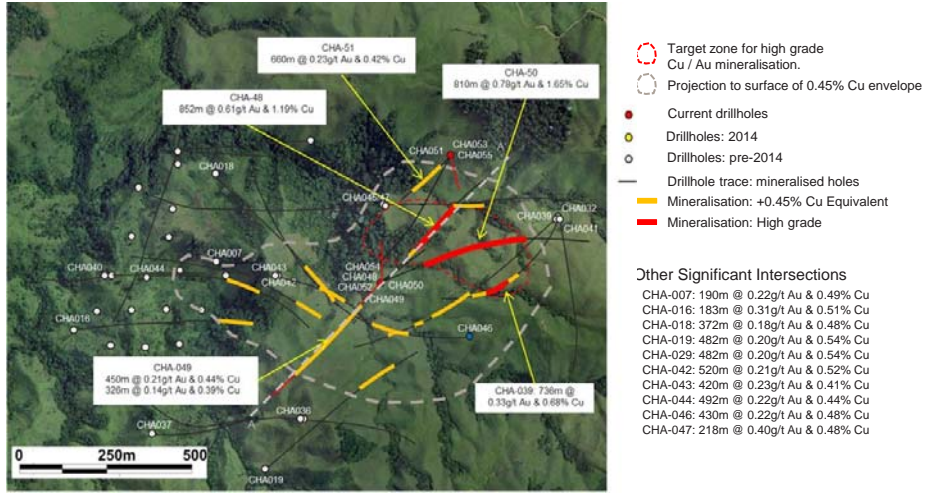 CHA-51
660m @ 0.23g/t Au & 0.42% Cu
CHA-50
810m @ 0.79g/t Au & 1.65% Cu
CHA-48
852m @ 0.61g/t Au & 1.19% Cu
CHA051
CHA053
CHA055
A
CHA018
CHA039
CHA032
CHA041
CHA007
CHA040
CHA044
CHA043
CHA042
CHA054
CHA048
CHA052
CHA050
CHA049
CHA016
CHA046
CHA-049
450m @ 0.21g/t Au & 0.44% Cu
320m @ 0.14g/t Au & 0.39% Cu
CHA-039: 736m @
0.33g/t Au & 0.68% Cu
CHA036
A
CHA037
CHA019
0 250m 500
Target zone for high grade
Cu / Au mineralisation.
Projection to surface of 0.45% Cu envelope
Current drillholes
Drillholes: 2014
Drillholes: pre-2014
Drillhole trace: mineralised holes
Mineralisation: +0.45% Cu Equivalent
Mineralisation: High grade
Other Significant Intersections
CHA-007: 190m @ 0.22g/t Au & 0.49% Cu
CHA-016: 183m @ 0.31g/t Au & 0.51% Cu
CHA-018: 372m @ 0.18g/t Au & 0.48% Cu
CHA-019: 482m @ 0.20g/t Au & 0.54% Cu
CHA-029: 482m @ 0.20g/t Au & 0.54% Cu
CHA-042: 520m @ 0.21g/t Au & 0.52% Cu
CHA-043: 420m @ 0.23g/t Au & 0.41% Cu
CHA-044: 492m @ 0.22g/t Au & 0.44% Cu
CHA-046: 430m @ 0.22g/t Au & 0.48% Cu
CHA-047: 218m @ 0.40g/t Au & 0.48% Cu